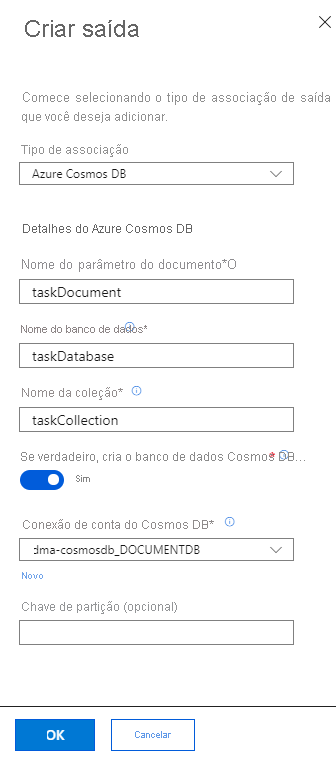 Criar saída
Comece selecionando o tipo de associação de saída
que você deseja adicionar.
Tipo de associação
Azure Cosmos DB
Detalhes do Azure Cosmos DB
Nome do parâmetro do documento*O
taskDocument
Nome do banco de dados*
taskDatabase
Nome da coleção*
taskCollection
Se verdadeiro, cria o banco de dados Cosmos DB...*
Sim
Conexão de conta do Cosmos DB*
dma-cosmosdb_DOCUMENTDB
Novo
Chave de partição (opcional)
OK
Cancelar